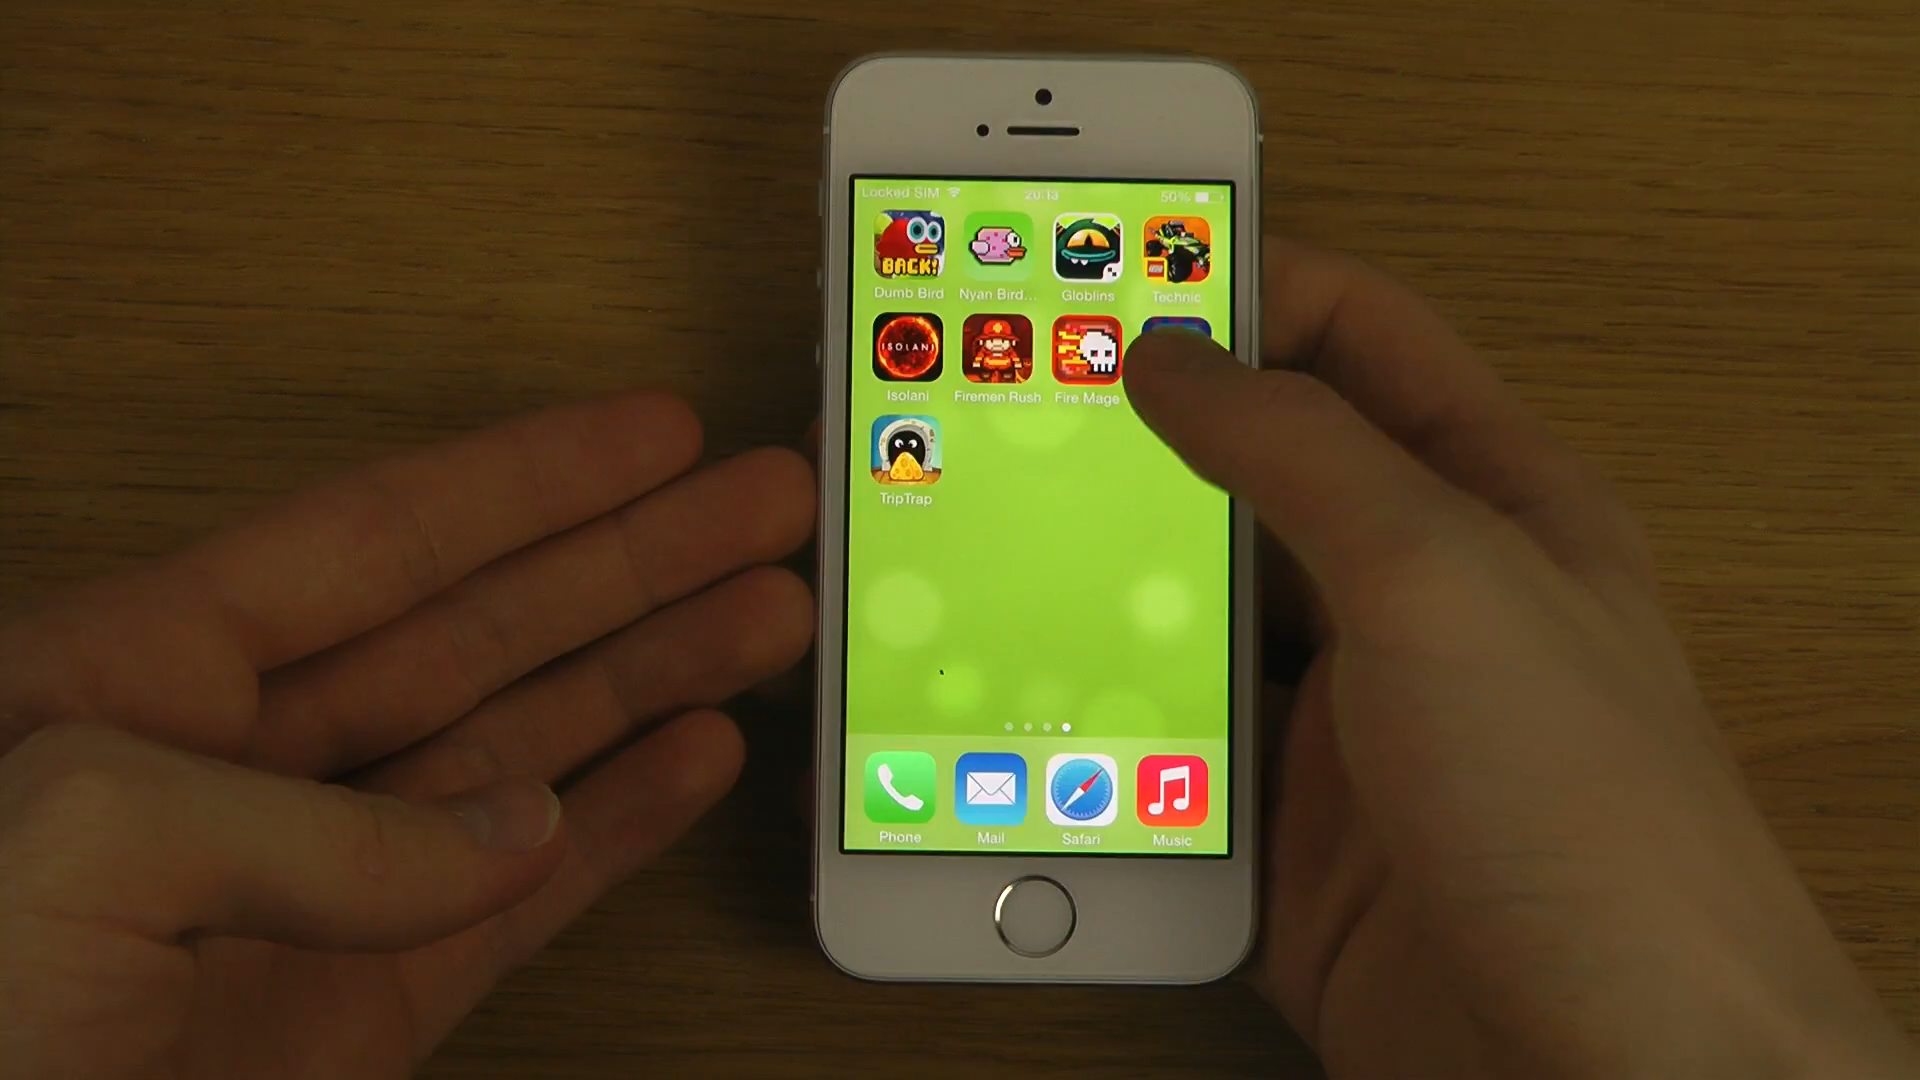 Locked SIM 20:13 50%
BACK!
Dumb Bird Nyan Bird... Globlins Technic
LEGO
ISOLANI
Isolani Firemen Rush Fire Mage
TripTrap
Phone Mail Safari Music